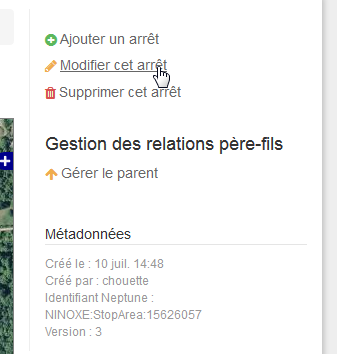 Ajouter un arrêt
Modifier cet arrêt
Supprimer cet arrêt
Gestion des relations père-fils
Gérer le parent
Métadonnées
Créé le : 10 juil. 14:48
Créé par : chouette
Identifiant Neptune :
NINOXE:StopArea:15626057
Version : 3